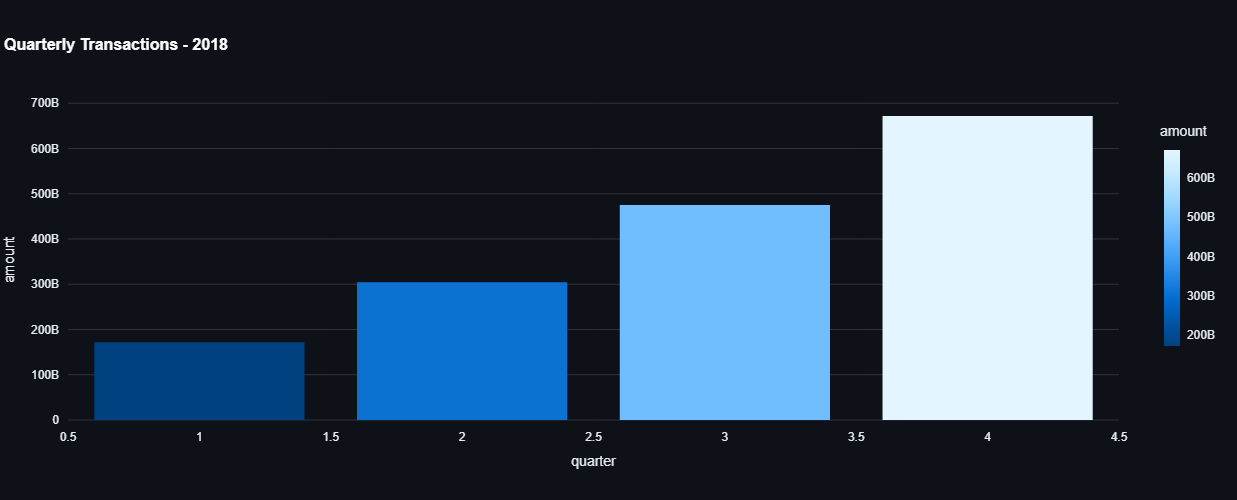 Quarterly Transactions - 2018
amount
700B
600B
500B
400B
300B
200B
100B
0
0.5 1 1.5 2 2.5 3 3.5 4 4.5
quarter
amount
600B
500B
400B
300B
200B